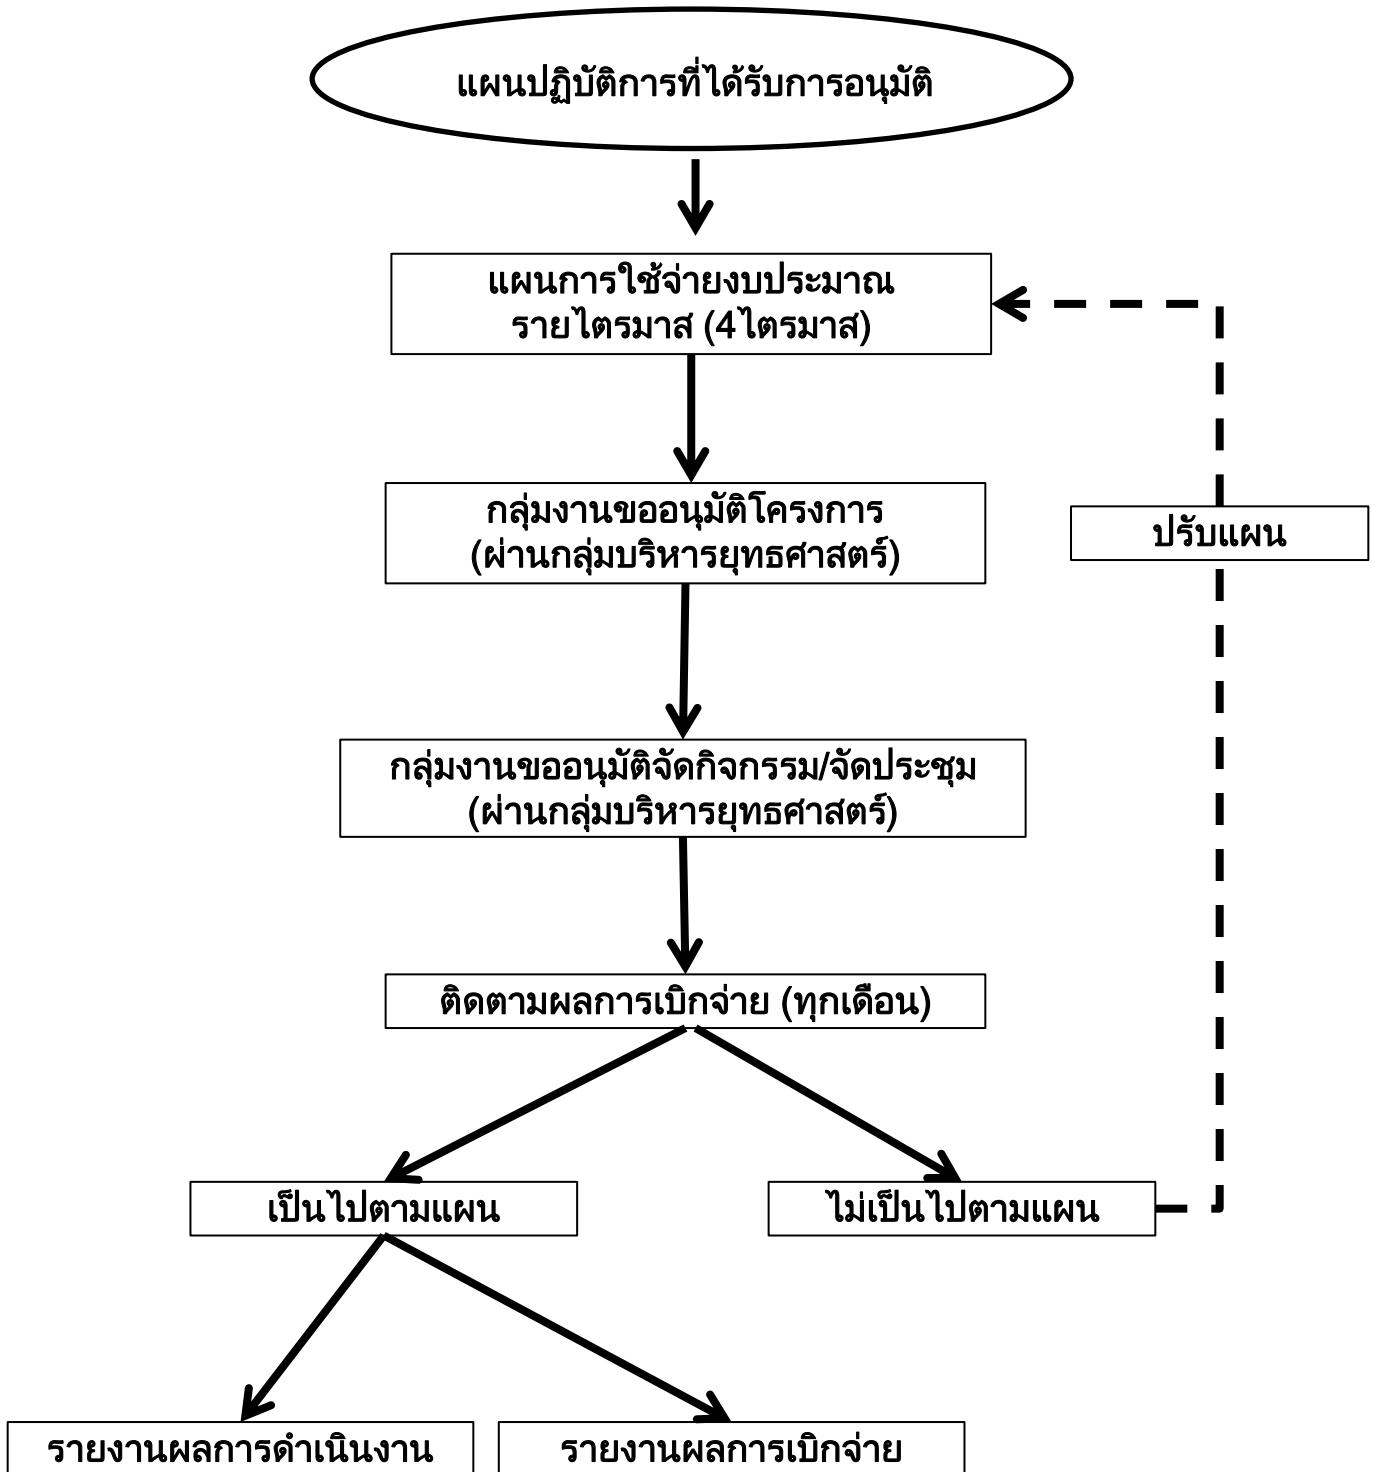 แผนปฏิบัติการที่ได้รับการอนุมัติ
แผนการใช้จ่ายงบประมาณ
รายไตรมาส (4ไตรมาส)
กลุ่มงานขออนุมัติโครงการ
(ผ่านกลุ่มบริหารยุทธศาสตร์)
ปรับแผน
กลุ่มงานขออนุมัติจัดกิจกรรม/จัดประชุม
(ผ่านกลุ่มบริหารยุทธศาสตร์)
ติดตามผลการเบิกจ่าย (ทุกเดือน)
เป็นไปตามแผน
ไม่เป็นไปตามแผน
รายงานผลการดำเนินงาน
รายงานผลการเบิกจ่าย